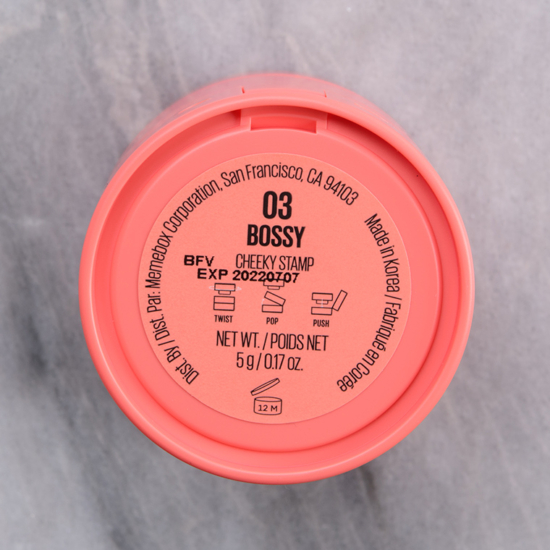 Dist. By / Dist. Par: Memebox Corporation, San Francisco, CA 94103
03
BOSSY
BFV CHEEKY STAMP
EXP 20220707
TWIST POP PUSH
NET WT. / POIDS NET
5 g / 0.17 oz.
12 M
Made in Korea / Fabriqué en Corée